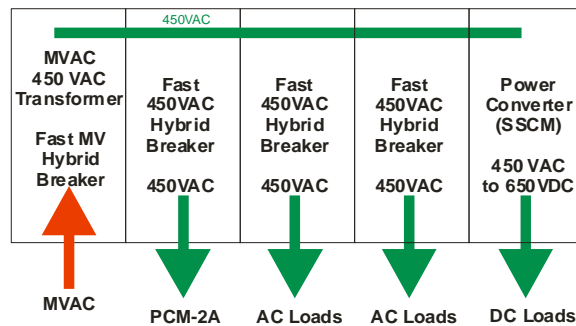 450VAC
MVAC
450 VAC
Transformer
Fast MV
Hybrid
Breaker
MVAC
Fast
450VAC
Hybrid
Breaker
450VAC
PCM-2A
Fast
450VAC
Hybrid
Breaker
450VAC
AC Loads
Fast
450VAC
Hybrid
Breaker
450VAC
AC Loads
Power
Converter
(SSCM)
450 VAC
to 650VDC
DC Loads